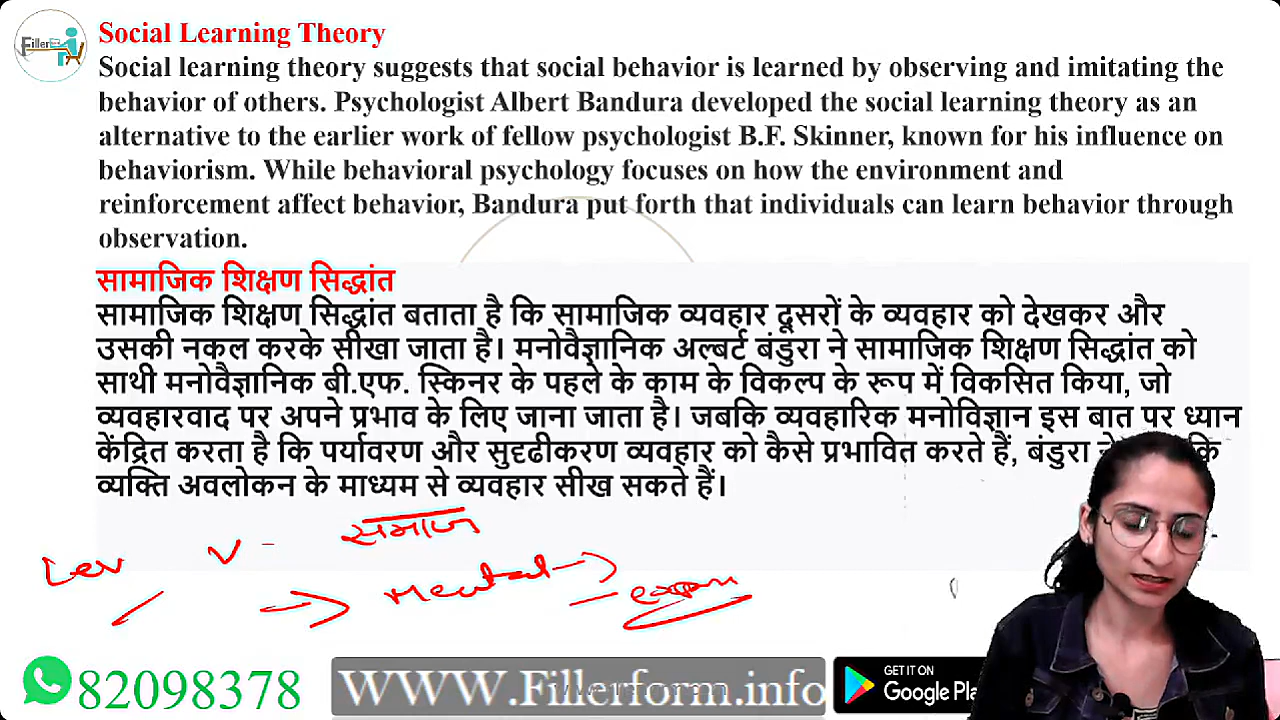 Fillerform
Social Learning Theory
Social learning theory suggests that social behavior is learned by observing and imitating the
behavior of others. Psychologist Albert Bandura developed the social learning theory as an
alternative to the earlier work of fellow psychologist B.F. Skinner, known for his influence on
behaviorism. While behavioral psychology focuses on how the environment and
reinforcement affect behavior, Bandura put forth that individuals can learn behavior through
observation.
सामाजिक शिक्षण सिद्धांत
सामाजिक शिक्षण सिद्धांत बताता है कि सामाजिक व्यवहार दूसरों के व्यवहार को देखकर और
उसकी नकल करके सीखा जाता है। मनोवैज्ञानिक अल्बर्ट बंडुरा ने सामाजिक शिक्षण सिद्धांत को
साथी मनोवैज्ञानिक बी.एफ. स्किनर के पहले के काम के विकल्प के रूप में विकसित किया, जो
व्यवहारवाद पर अपने प्रभाव के लिए जाना जाता है। जबकि व्यवहारिक मनोविज्ञान इस बात पर ध्यान
केंद्रित करता है कि पर्यावरण और सुदृढीकरण व्यवहार को कैसे प्रभावित करते हैं, बंडुरा ने
व्यक्ति अवलोकन के माध्यम से व्यवहार सीख सकते हैं।
समाज
Lev V
Mental
exam
82098378
WWW.Fillerform.info
GET IT ON
Google Pla